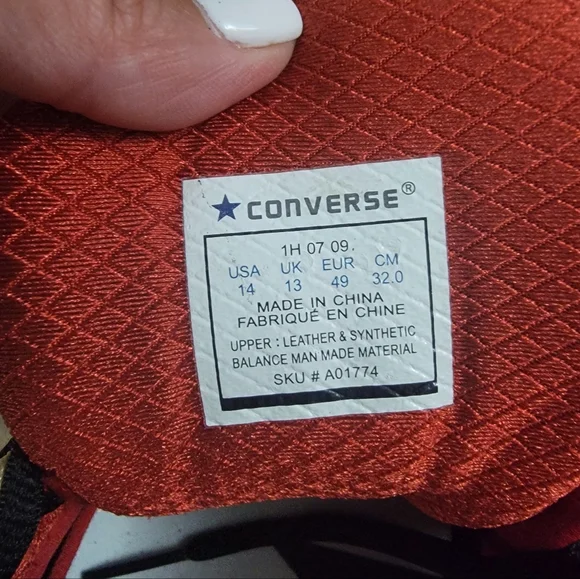 CONVERSE®
1H 07 09.
USA UK EUR CM
14 13 49 32.0
MADE IN CHINA
FABRIQUÉ EN CHINE
UPPER : LEATHER & SYNTHETIC
BALANCE MAN MADE MATERIAL
SKU # A01774